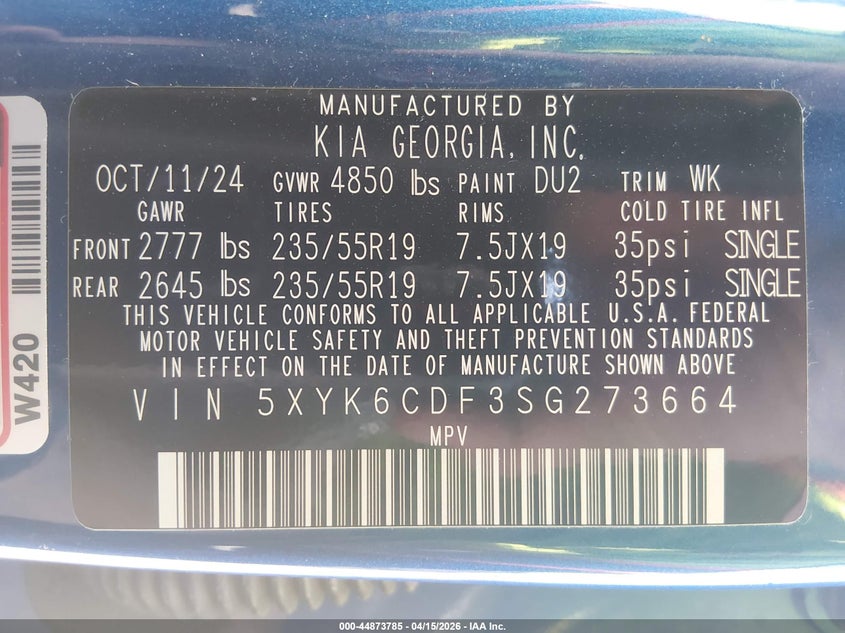 MANUFACTURED BY
KIA GEORGIA, INC.
OCT/11/24 GVWR 4850 lbs PAINT DU2 TRIM WK
GAWR TIRES RIMS COLD TIRE INFL
FRONT 2777 lbs 235/55R19 7.5JX19 35psi SINGLE
REAR 2645 lbs 235/55R19 7.5JX19 35psi SINGLE
THIS VEHICLE CONFORMS TO ALL APPLICABLE U.S.A. FEDERAL
MOTOR VEHICLE SAFETY AND THEFT PREVENTION STANDARDS
IN EFFECT ON THE DATE OF MANUFACTURE SHOWN ABOVE
VIN 5XYK6CDF3SG273664
MPV
W420
000-44873785 - 04/15/2026 - IAA Inc.